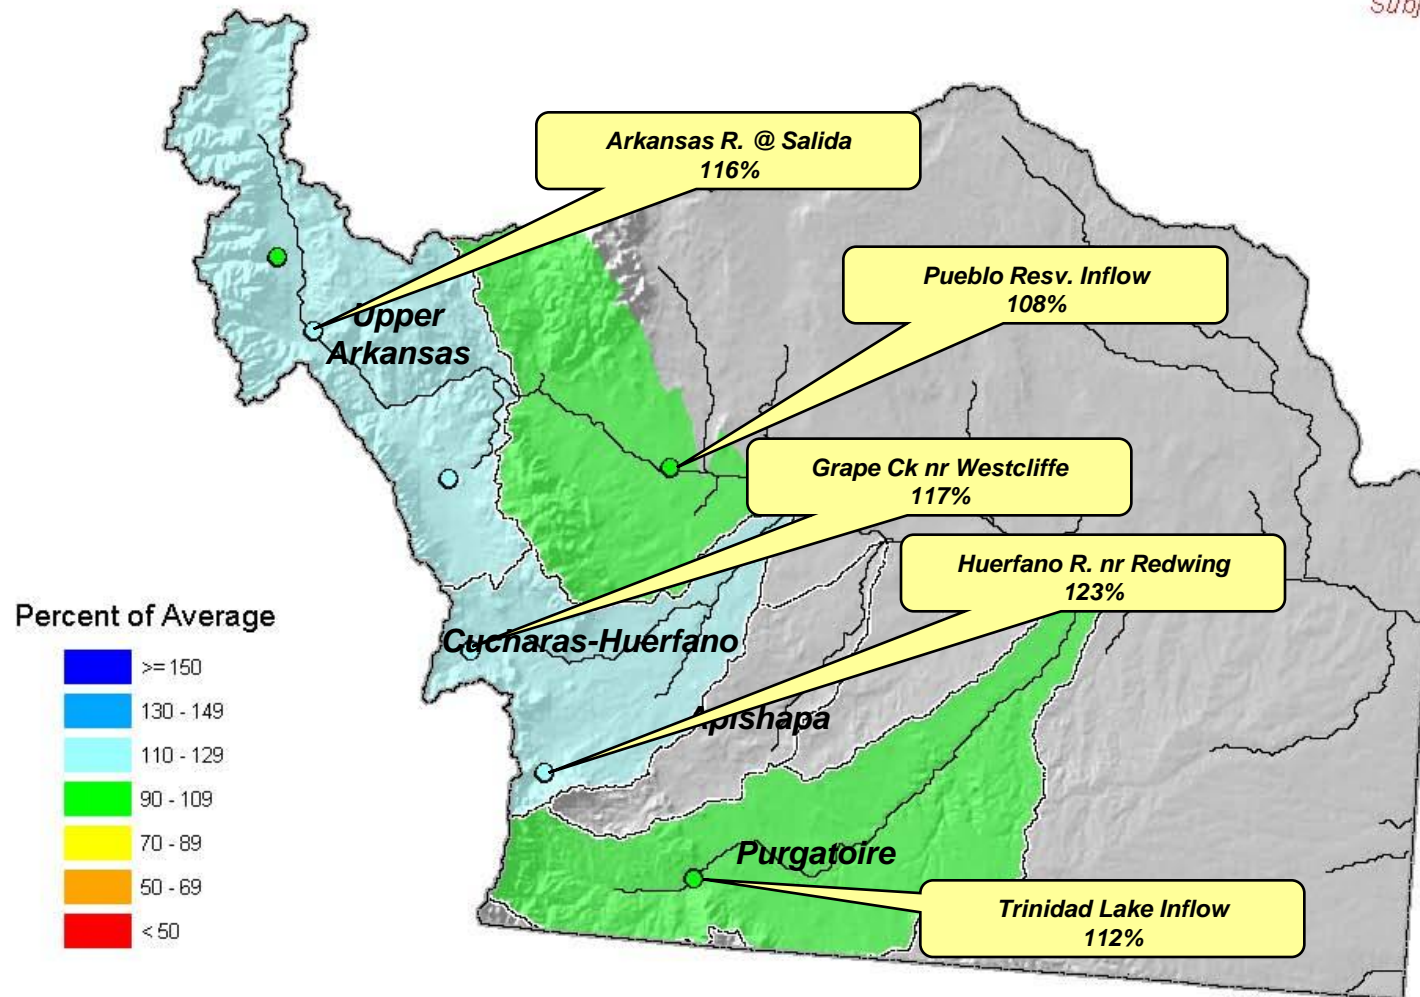 Arkansas R. @ Salida
116%
Pueblo Resv. Inflow
108%
Upper
Arkansas
Grape Ck nr Westcliffe
117%
Huerfano R. nr Redwing
123%
Percent of Average
>= 150
130 - 149
110 - 129
90 - 109
70 - 89
50 - 69
< 50
Cucharas-Huerfano
Apishapa
Purgatoire
Trinidad Lake Inflow
112%